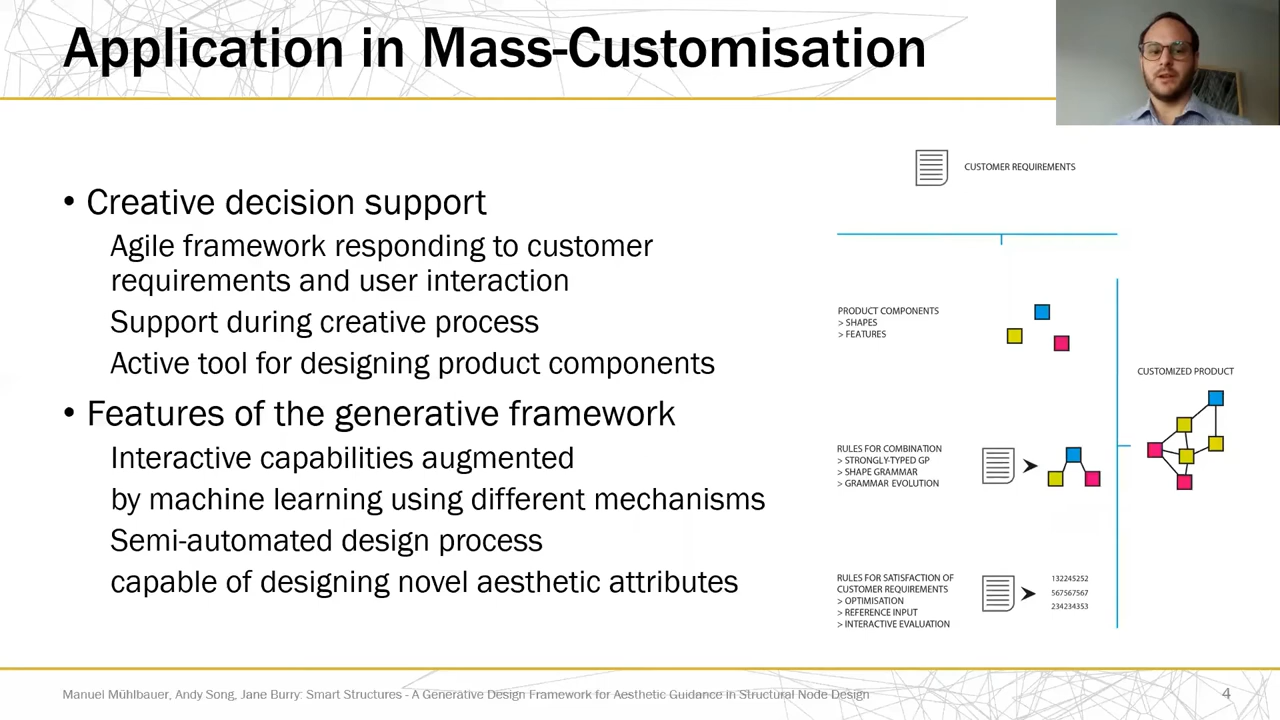 Application in Mass-Customisation
• Creative decision support
Agile framework responding to customer
requirements and user interaction
Support during creative process
Active tool for designing product components
• Features of the generative framework
Interactive capabilities augmented
by machine learning using different mechanisms
Semi-automated design process
capable of designing novel aesthetic attributes
CUSTOMER REQUIREMENTS
PRODUCT COMPONENTS
> SHAPES
> FEATURES
CUSTOMIZED PRODUCT
RULES FOR COMBINATION
> STRONGLY-TYPED GP
> SHAPE GRAMMAR
> GRAMMAR EVOLUTION
RULES FOR SATISFACTION OF
CUSTOMER REQUIREMENTS
> OPTIMISATION
> REFERENCE INPUT
> INTERACTIVE EVALUATION
132245252
567567567
234234353
Manuel Mühlbauer, Andy Song, Jane Burry: Smart Structures - A Generative Design Framework for Aesthetic Guidance in Structural Node Design
4